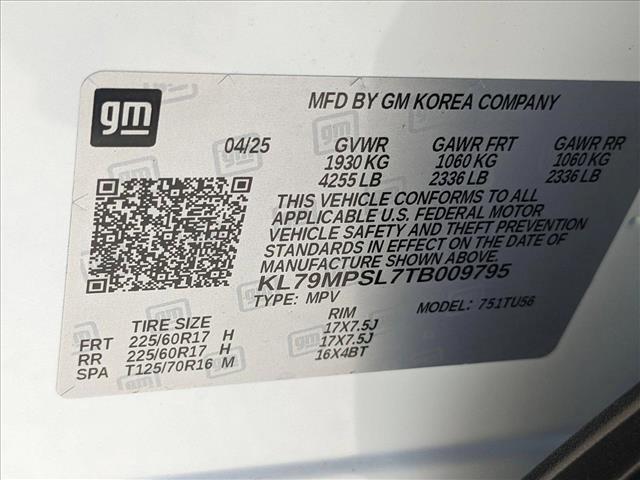 gm
MFD BY GM KOREA COMPANY
04/25 GVWR GAWR FRT GAWR RR
1930 KG 1060 KG 1060 KG
4255 LB 2336 LB 2336 LB
THIS VEHICLE CONFORMS TO ALL
APPLICABLE U.S. FEDERAL MOTOR
VEHICLE SAFETY AND THEFT PREVENTION
STANDARDS IN EFFECT ON THE DATE OF
MANUFACTURE SHOWN ABOVE.
KL79MPSL7TB009795
TYPE: MPV MODEL: 751TU56
TIRE SIZE RIM
FRT 225/60R17 H 17X7.5J
RR 225/60R17 H 17X7.5J
SPA T125/70R16 M 16X4BT